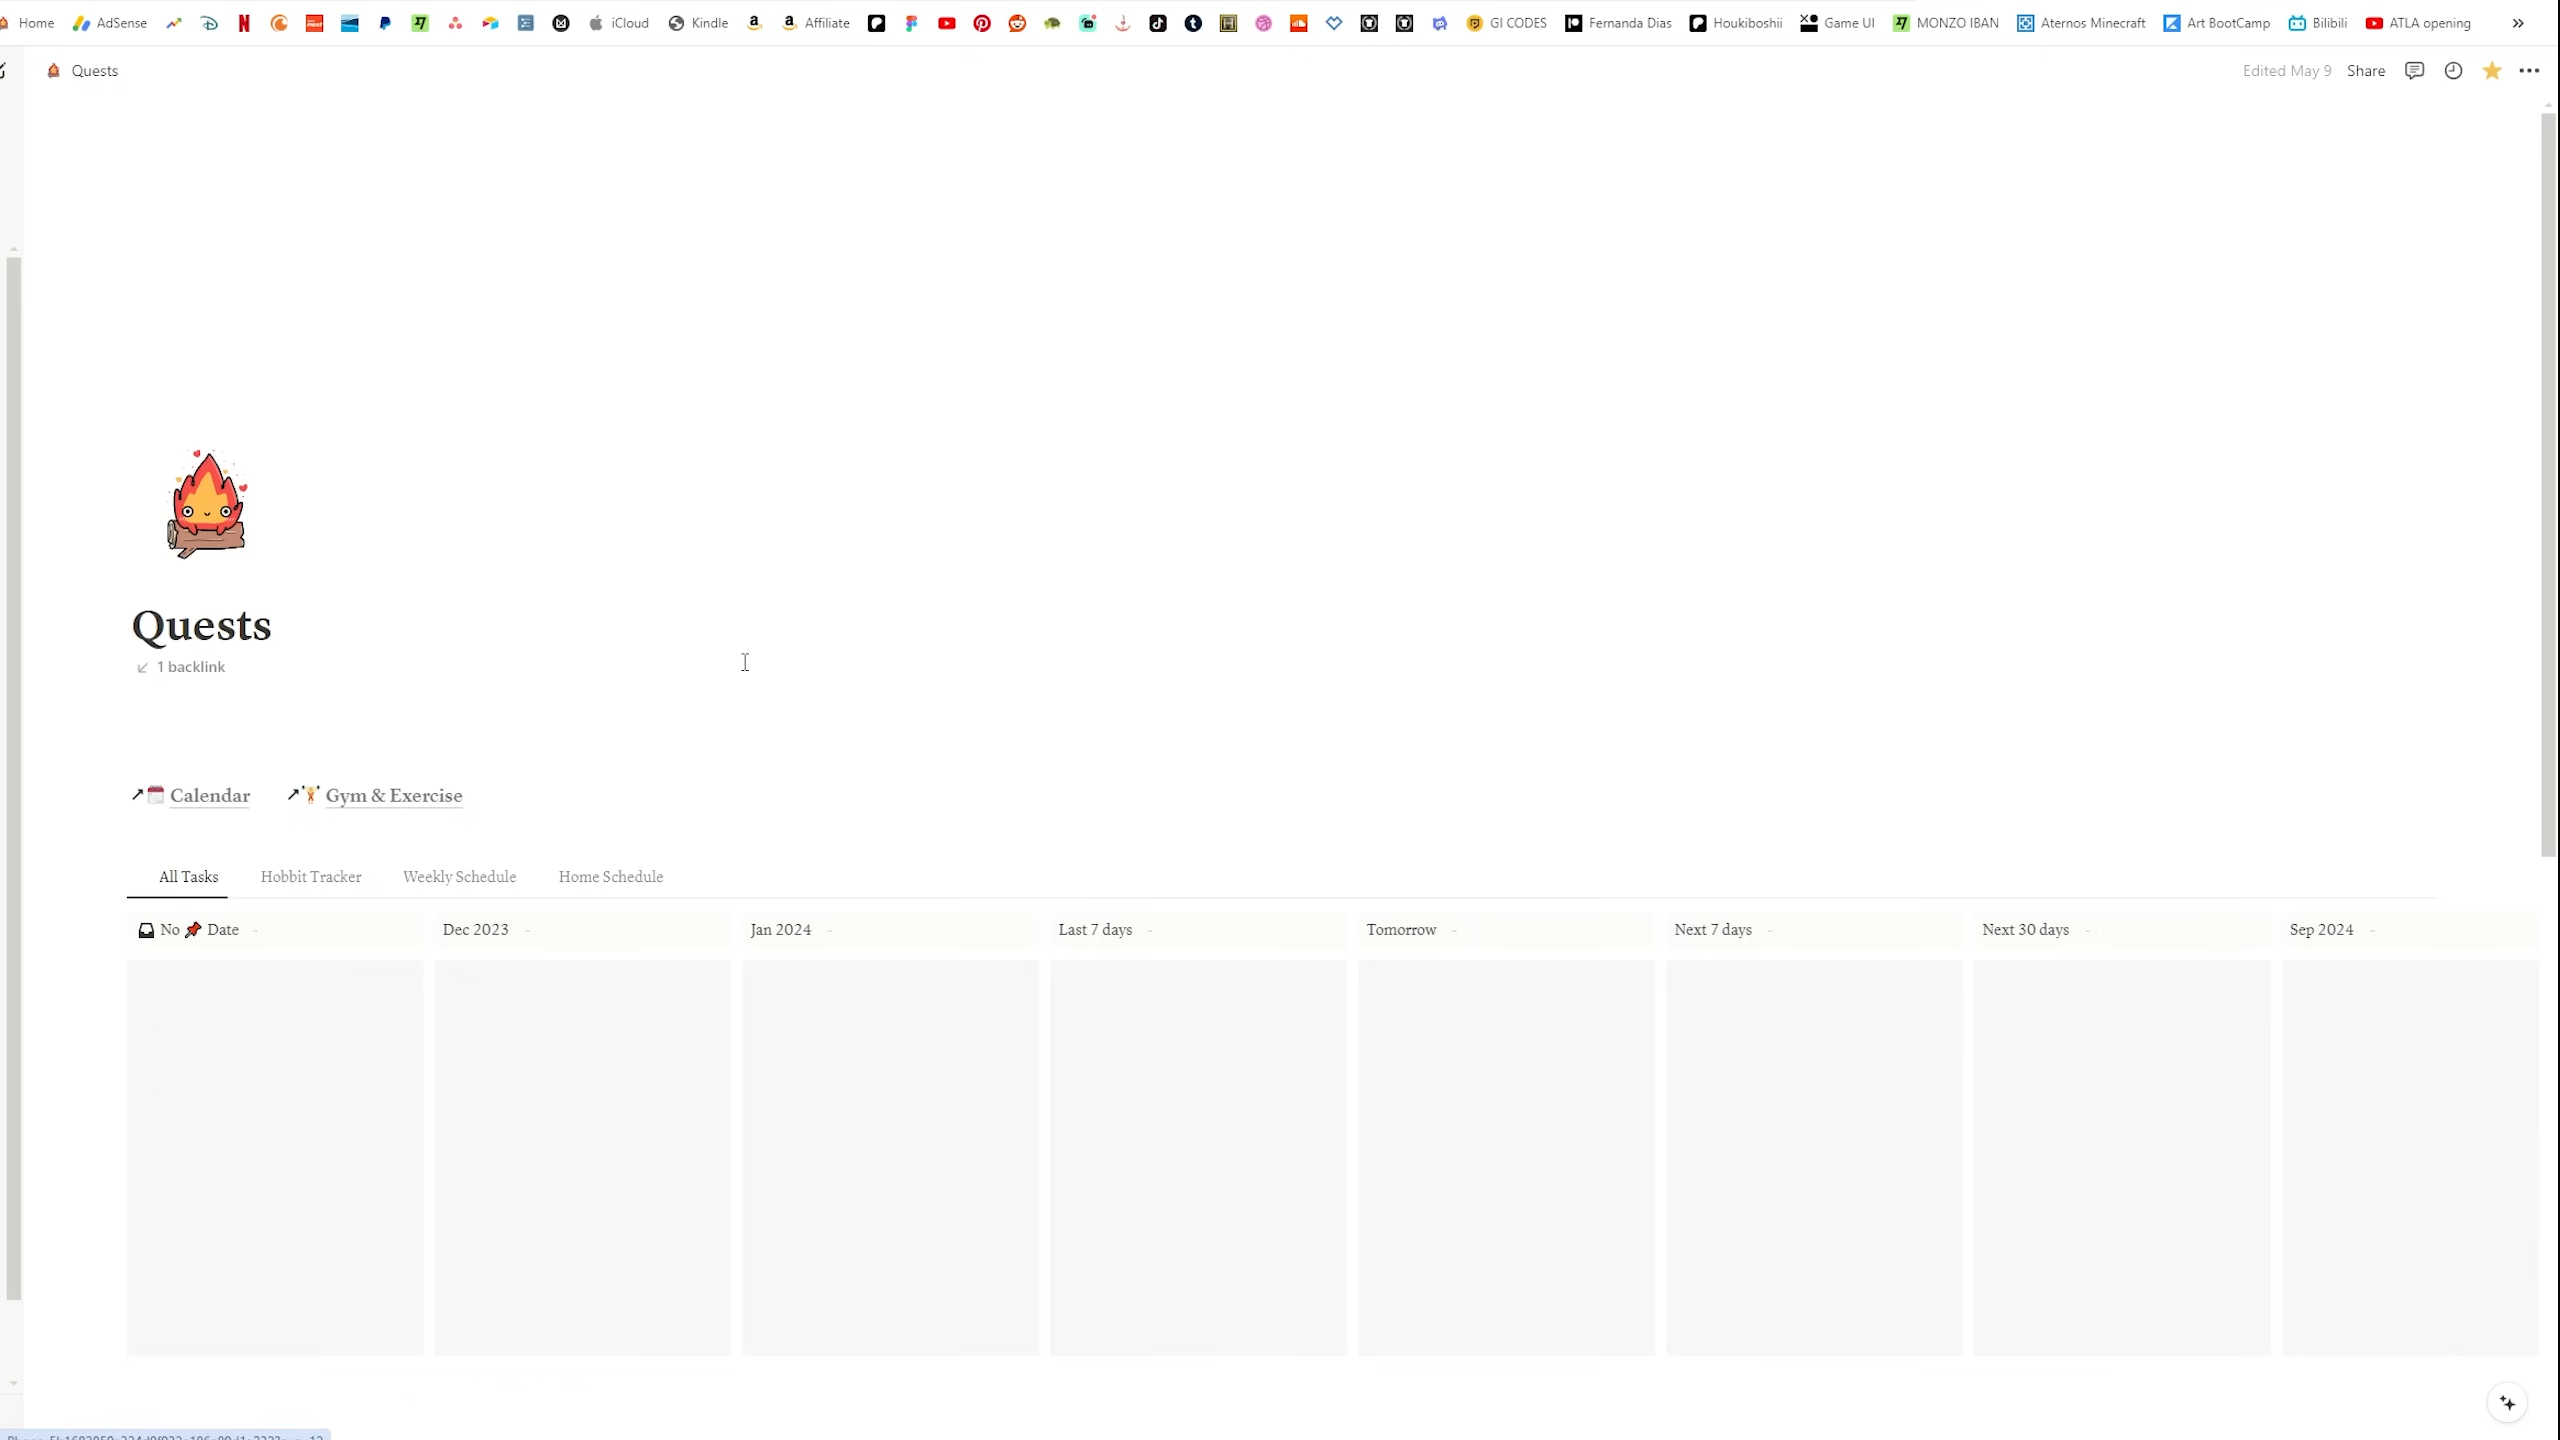 Home AdSense iCloud Kindle Affiliate GI CODES Fernanda Dias Houkiboshii Game UI MONZO IBAN Aternos Minecraft Art BootCamp Bilibili ATLA opening »
Quests Edited May 9 Share
Quests
1 backlink
Calendar Gym & Exercise
All Tasks Hobbit Tracker Weekly Schedule Home Schedule
No 📌 Date - Dec 2023 - Jan 2024 - Last 7 days - Tomorrow - Next 7 days - Next 30 days - Sep 2024 -